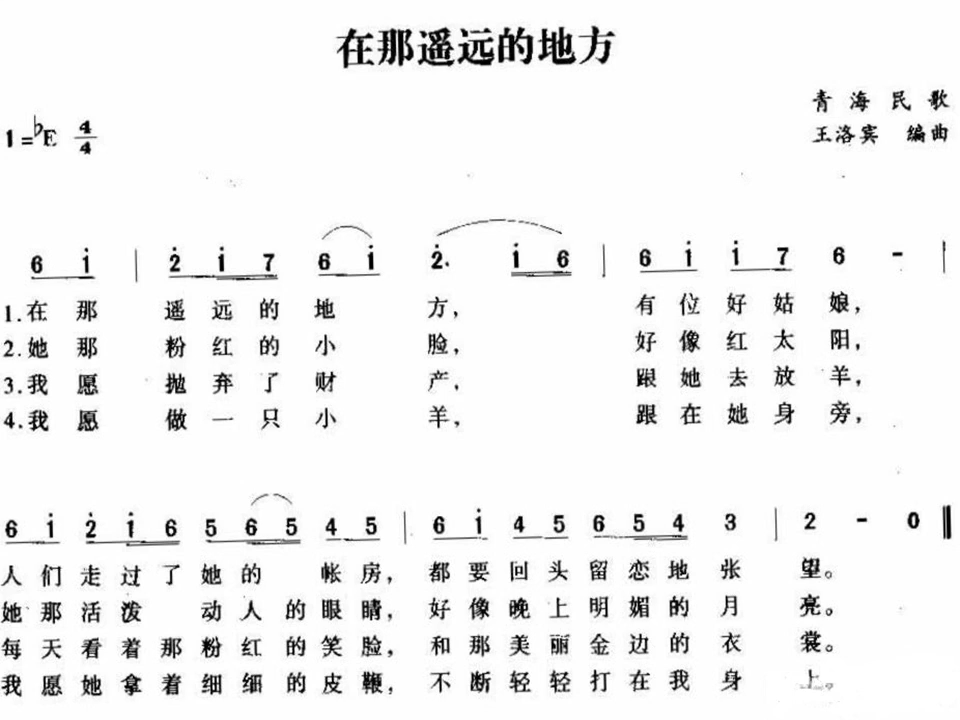 在那遥远的地方
青海民歌
1=♭E 4/4
王洛宾 编曲
6 i | 2̇ i 7 6 i 2̇. i 6 | 6 i i 7 6 - |
1.在那 遥远的地方, 有位好姑娘,
2.她那 粉红的小脸, 好像红太阳,
3.我愿 抛弃了财产, 跟她去放羊,
4.我愿 做一只小羊, 跟在她身旁,
6 i 2̇ i 6 5 6 5 4 5 | 6 i 4 5 6 5 4 3 | 2 - 0
人们走过了她的 帐房, 都要回头留恋地张 望。
她那活泼 动人的眼睛, 好像晚上明媚的月 亮。
每天看着那粉红的笑脸, 和那美丽金边的衣 裳。
我愿她拿着细细的皮鞭, 不断轻轻打在我身 上。